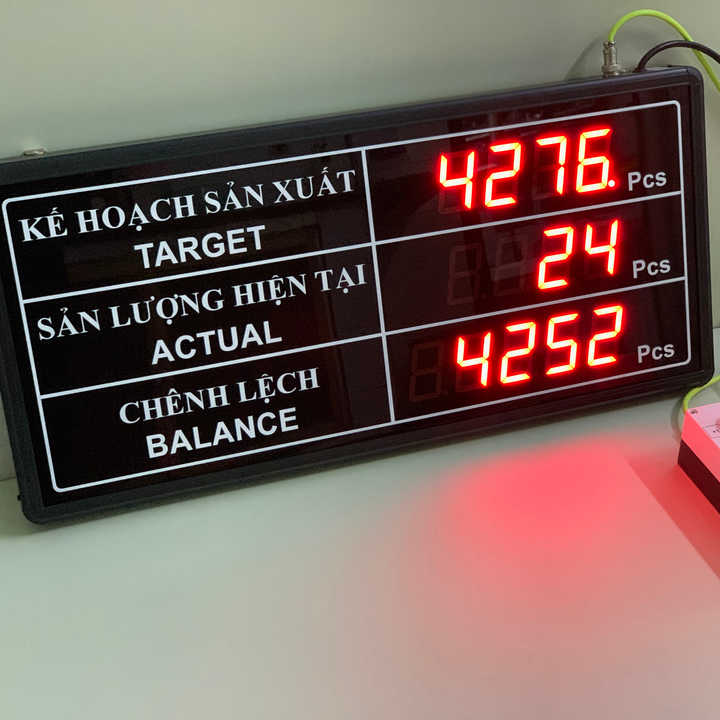 KẾ HOẠCH SẢN XUẤT
TARGET
4276. Pcs
SẢN LƯỢNG HIỆN TẠI
ACTUAL
24 Pcs
CHÊNH LỆCH
BALANCE
4252 Pcs